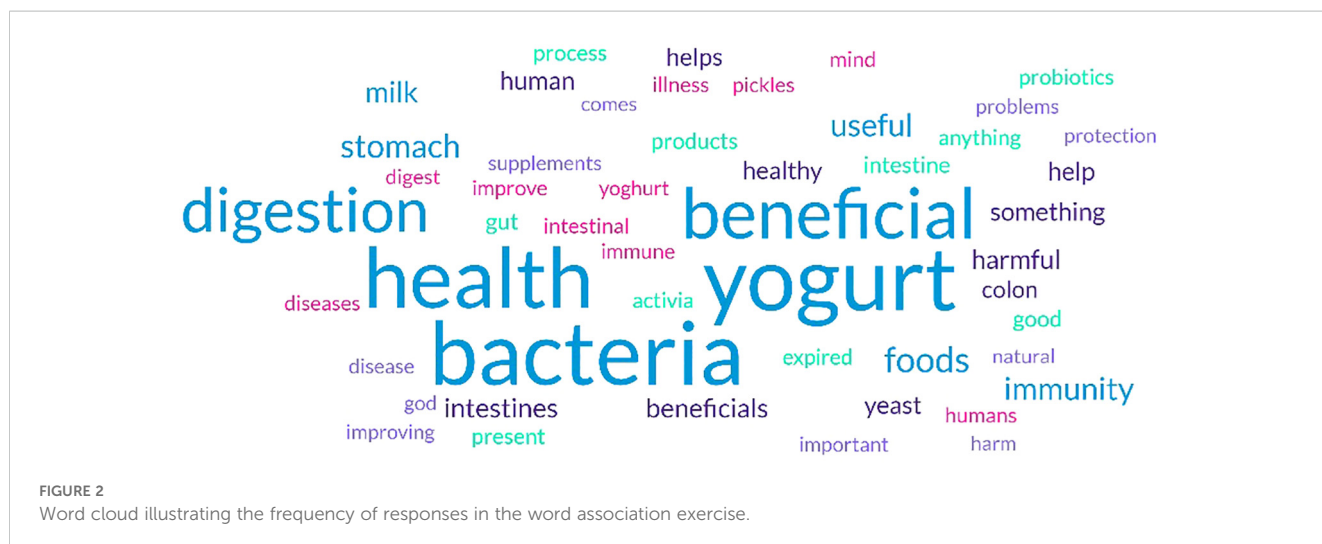 process helps mind
milk human illness pickles probiotics
comes problems
stomach products useful anything protection
digest supplements healthy intestine help
improve yoghurt
digestion gut intestinal beneficial something
immune
health yogurt harmful
diseases activia colon
good
bacteria expired foods natural
disease immunity
god intestines beneficials yeast humans
improving present important harm
FIGURE 2
Word cloud illustrating the frequency of responses in the word association exercise.